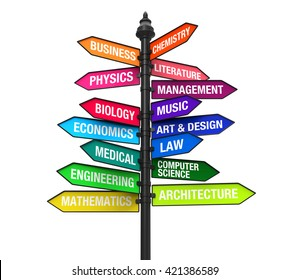 BUSINESS
CHEMISTRY
PHYSICS
LITERATURE
MANAGEMENT
BIOLOGY
MUSIC
ECONOMICS
ART & DESIGN
LAW
MEDICAL
COMPUTER
SCIENCE
ENGINEERING
MATHEMATICS
ARCHITECTURE
shutterstock.com · 421386589